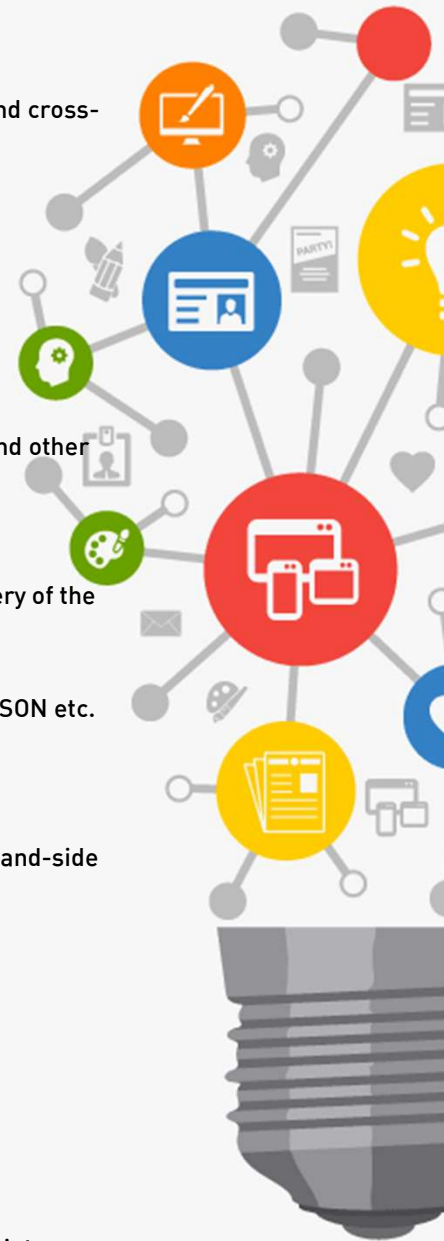 nd cross-
PARTY!
nd other
ery of the
SON etc.
and-side